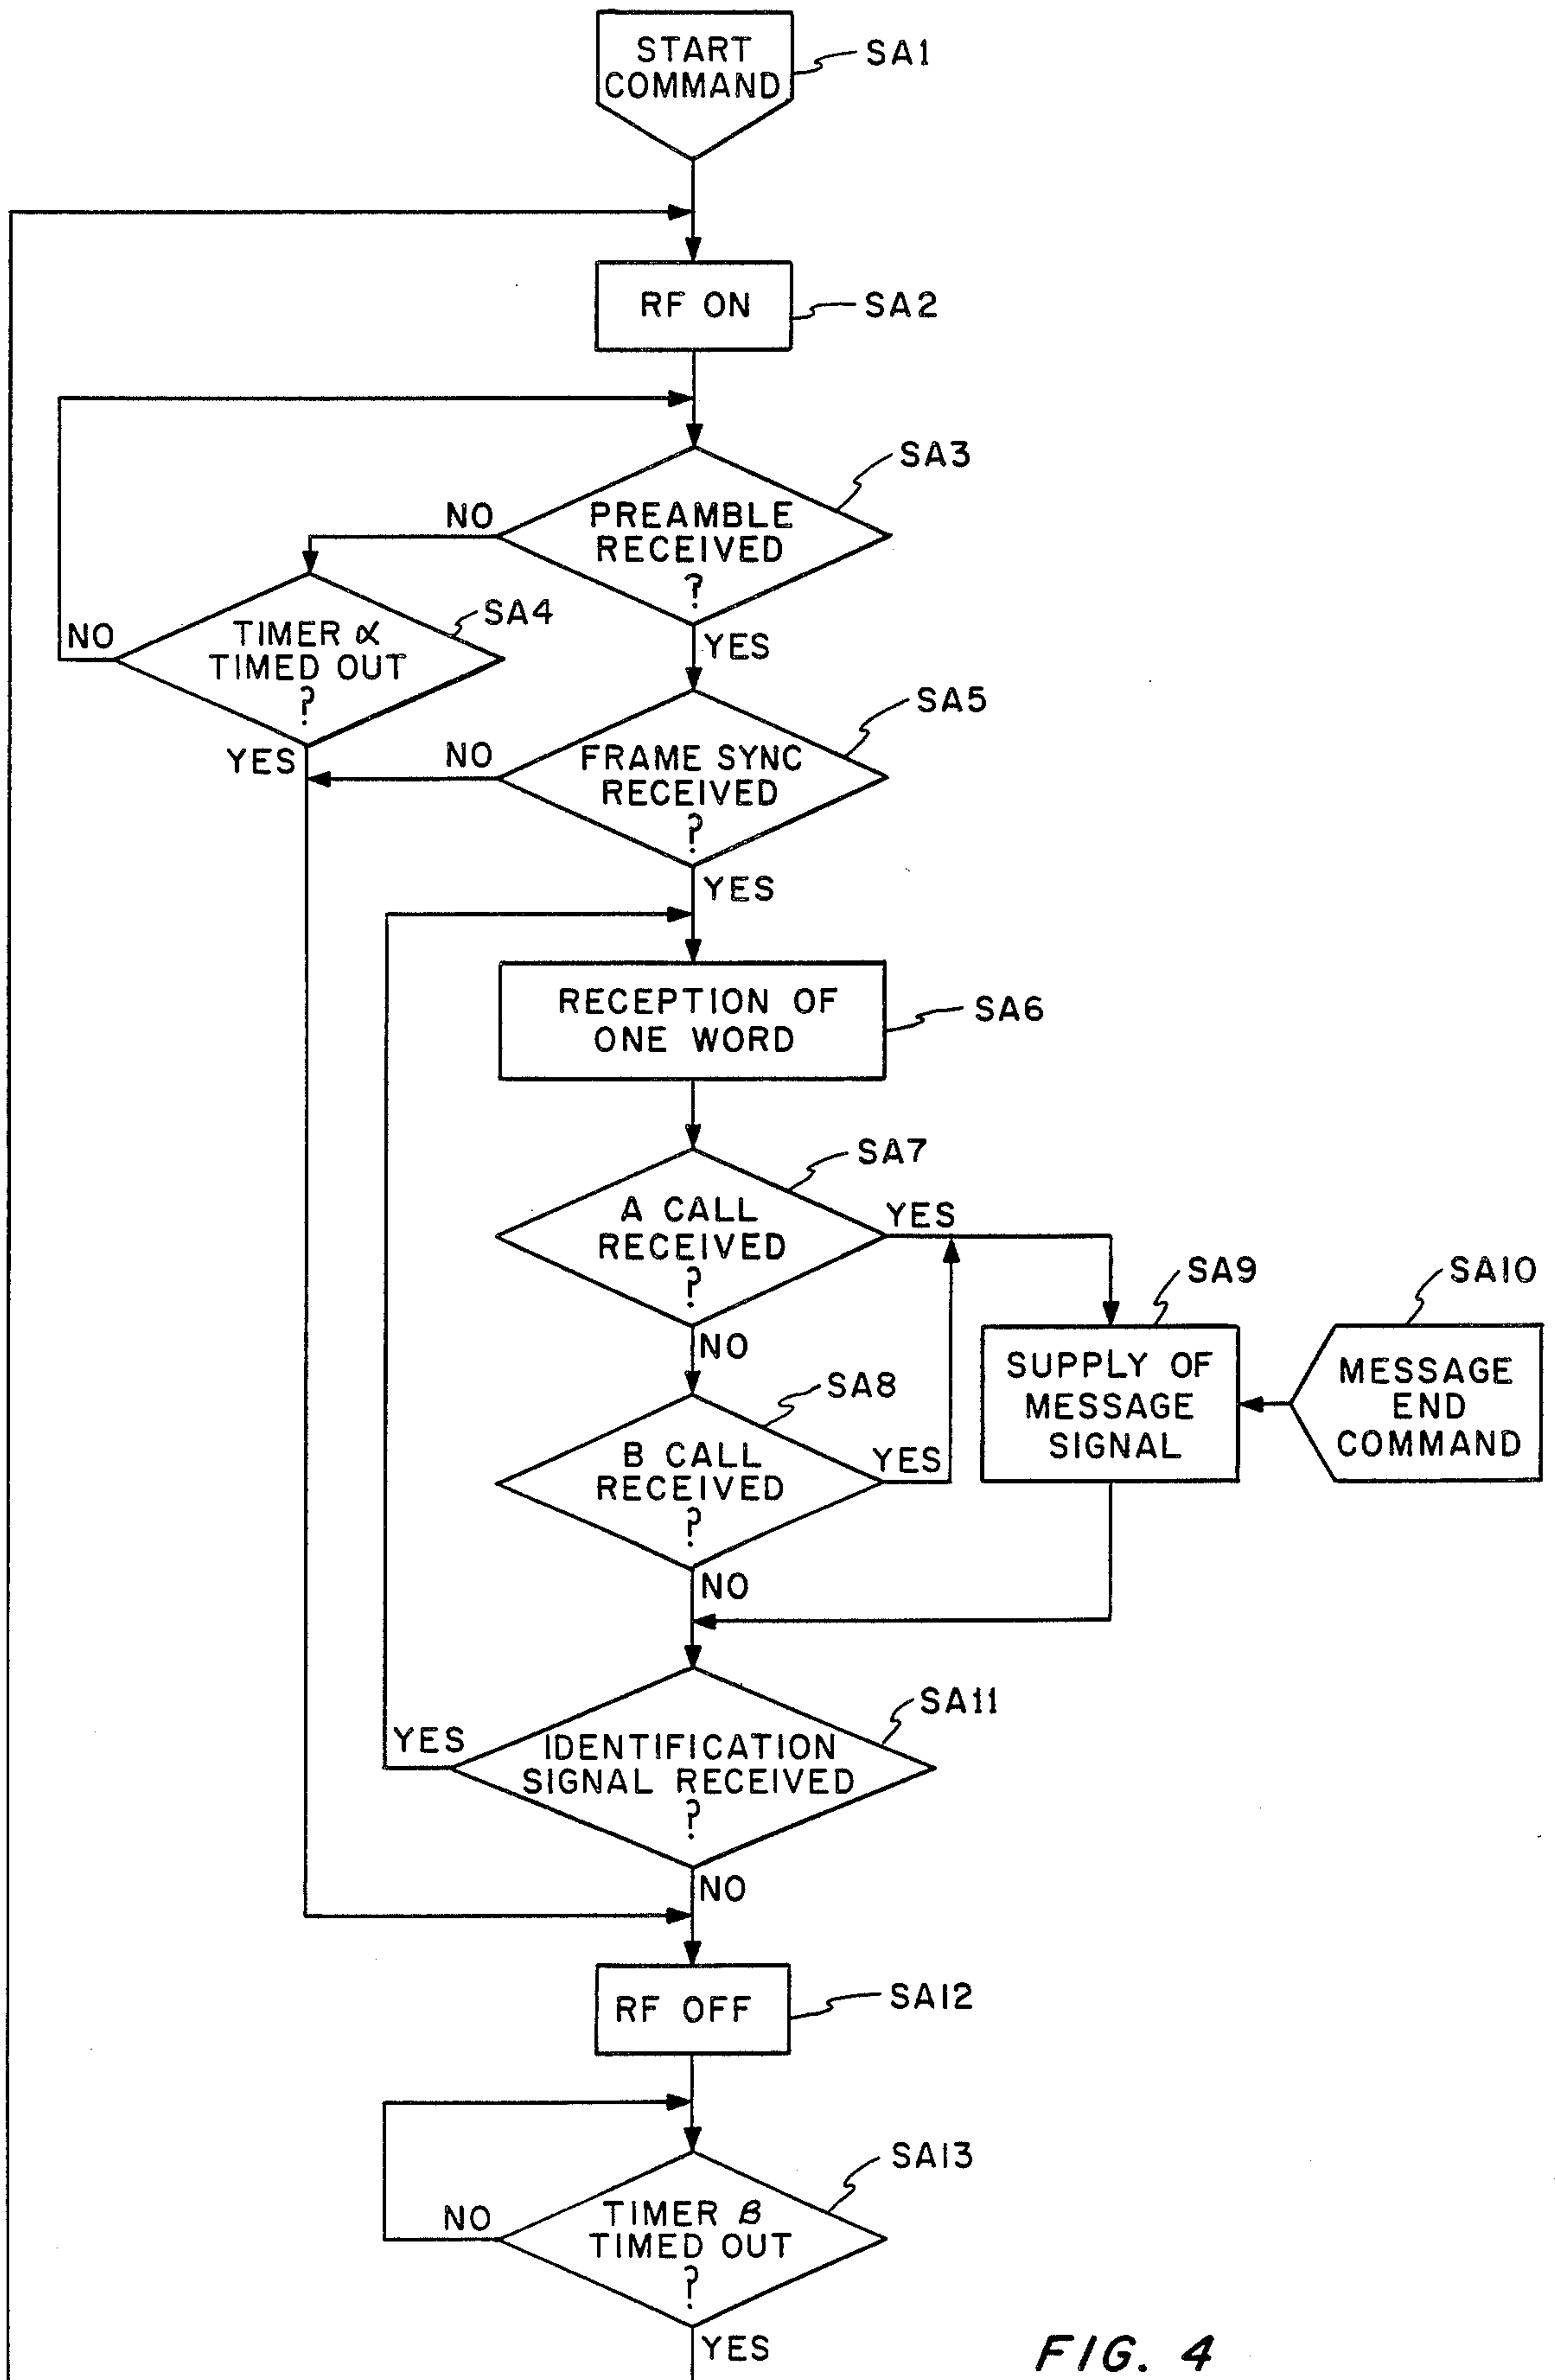 START
COMMAND
SA1
RF ON
SA2
SA3
NO
PREAMBLE
RECEIVED
?
SA4
NO
TIMER α
TIMED OUT
?
YES
SA5
YES
NO
FRAME SYNC
RECEIVED
?
YES
RECEPTION OF
ONE WORD
SA6
SA7
A CALL
RECEIVED
?
YES
NO
SA9
SA10
SUPPLY OF
MESSAGE
SIGNAL
MESSAGE
END
COMMAND
SA8
B CALL
RECEIVED
?
YES
NO
SA11
YES
IDENTIFICATION
SIGNAL RECEIVED
?
NO
RF OFF
SA12
SA13
NO
TIMER β
TIMED OUT
?
YES
FIG. 4